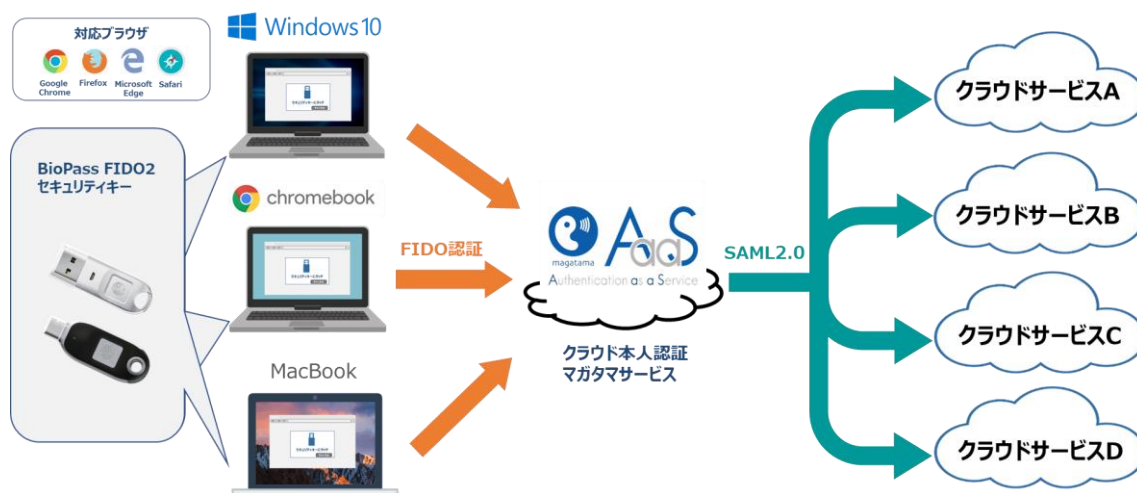 対応ブラウザ
Google Chrome
Firefox
Microsoft Edge
Safari
Windows 10
BioPass FIDO2
セキュリティキー
chromebook
MacBook
FIDO認証
magatama
AaaS
Authentication as a Service
クラウド本人認証
マガタマサービス
SAML2.0
クラウドサービスA
クラウドサービスB
クラウドサービスC
クラウドサービスD